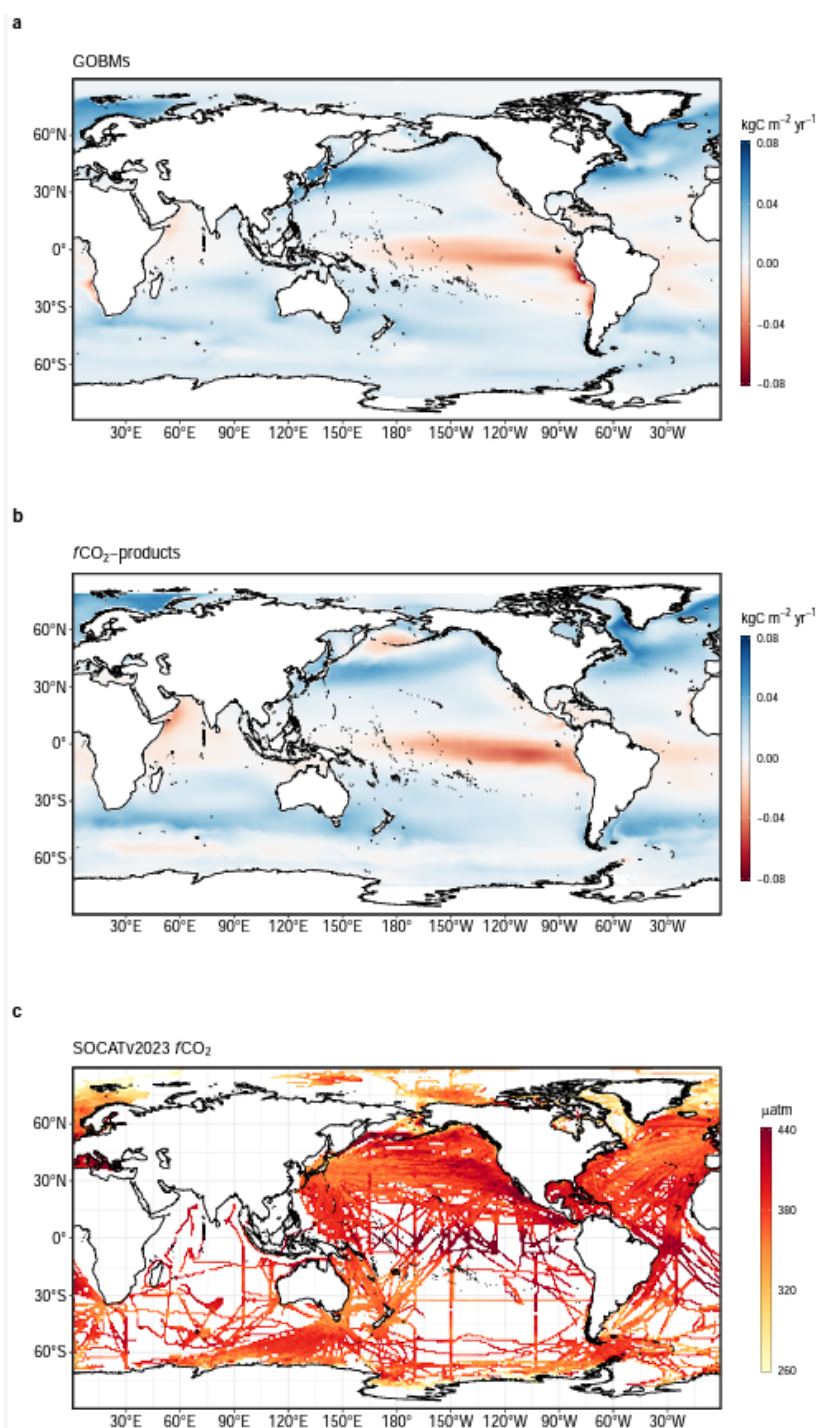 a
GOBMs
kgC m⁻² yr⁻¹
60°N
30°N
0°
30°S
60°S
0.08
0.04
0.00
−0.04
−0.08
30°E 60°E 90°E 120°E 150°E 180° 150°W 120°W 90°W 60°W 30°W
b
fCO₂−products
kgC m⁻² yr⁻¹
60°N
30°N
0°
30°S
60°S
0.08
0.04
0.00
−0.04
−0.08
30°E 60°E 90°E 120°E 150°E 180° 150°W 120°W 90°W 60°W 30°W
c
SOCATv2023 fCO₂
µatm
60°N
30°N
0°
30°S
60°S
440
380
320
260
30°E 60°E 90°E 120°E 150°E 180° 150°W 120°W 90°W 60°W 30°W